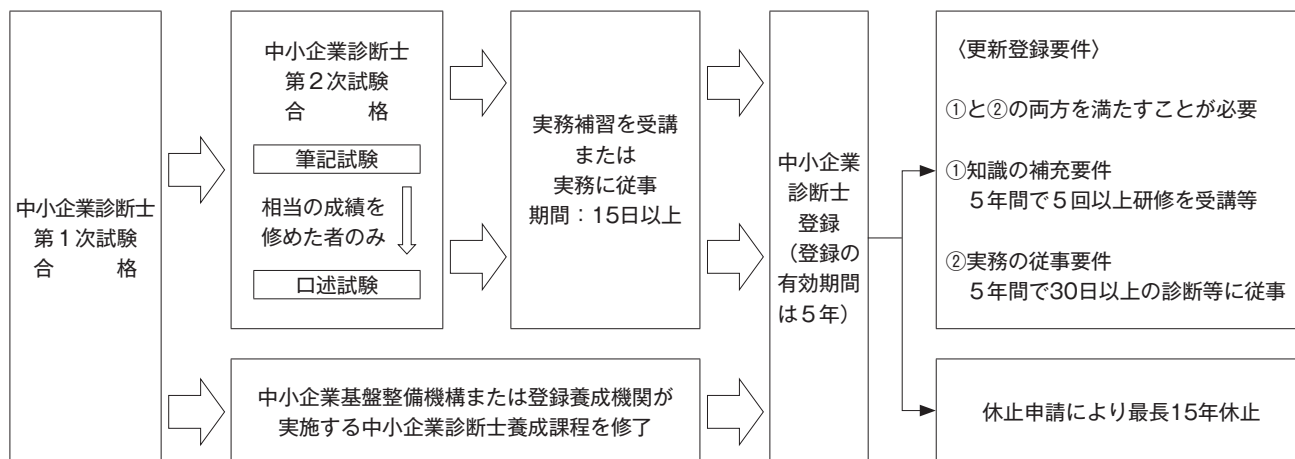 中小企業診断士
第1次試験
合　　格
中小企業診断士
第2次試験
合　　格
筆記試験
相当の成績を
修めた者のみ
口述試験
実務補習を受講
または
実務に従事
期間：15日以上
中小企業基盤整備機構または登録養成機関が
実施する中小企業診断士養成課程を修了
中小企業
診断士
登録
（登録の
有効期間
は5年）
〈更新登録要件〉
①と②の両方を満たすことが必要
①知識の補充要件
5年間で5回以上研修を受講等
②実務の従事要件
5年間で30日以上の診断等に従事
休止申請により最長15年休止